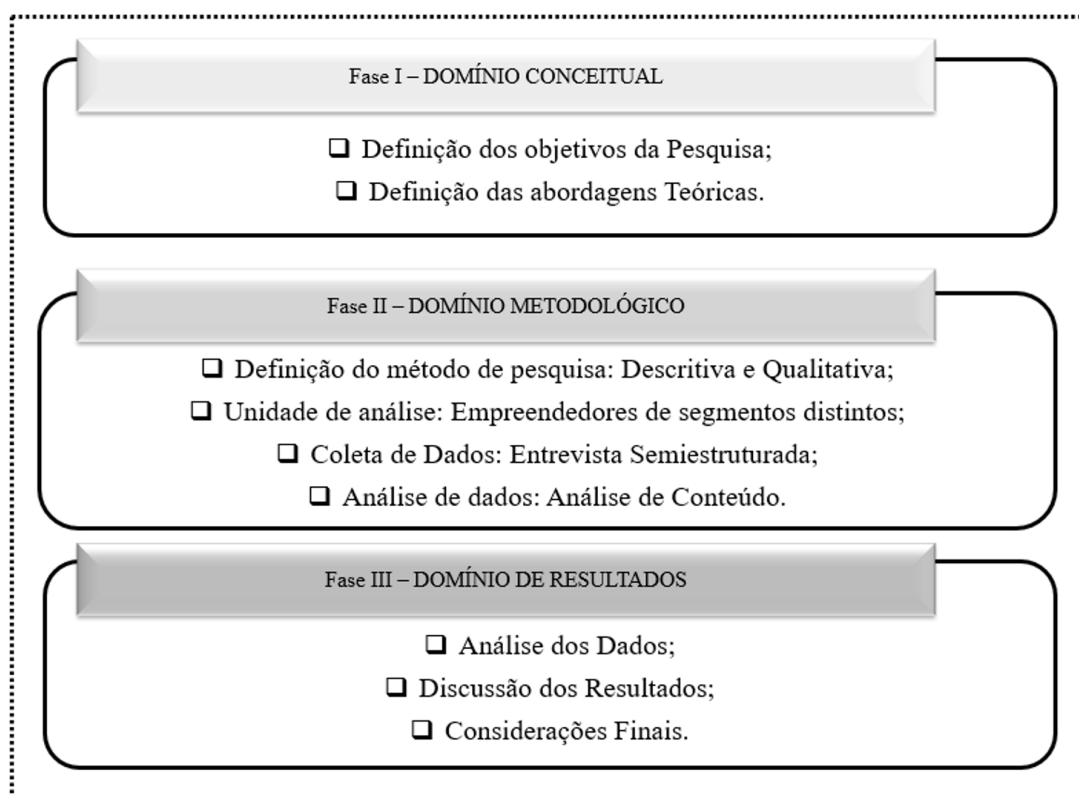 Fase I – DOMÍNIO CONCEITUAL
❑ Definição dos objetivos da Pesquisa;
❑ Definição das abordagens Teóricas.
Fase II – DOMÍNIO METODOLÓGICO
❑ Definição do método de pesquisa: Descritiva e Qualitativa;
❑ Unidade de análise: Empreendedores de segmentos distintos;
❑ Coleta de Dados: Entrevista Semiestruturada;
❑ Análise de dados: Análise de Conteúdo.
Fase III – DOMÍNIO DE RESULTADOS
❑ Análise dos Dados;
❑ Discussão dos Resultados;
❑ Considerações Finais.